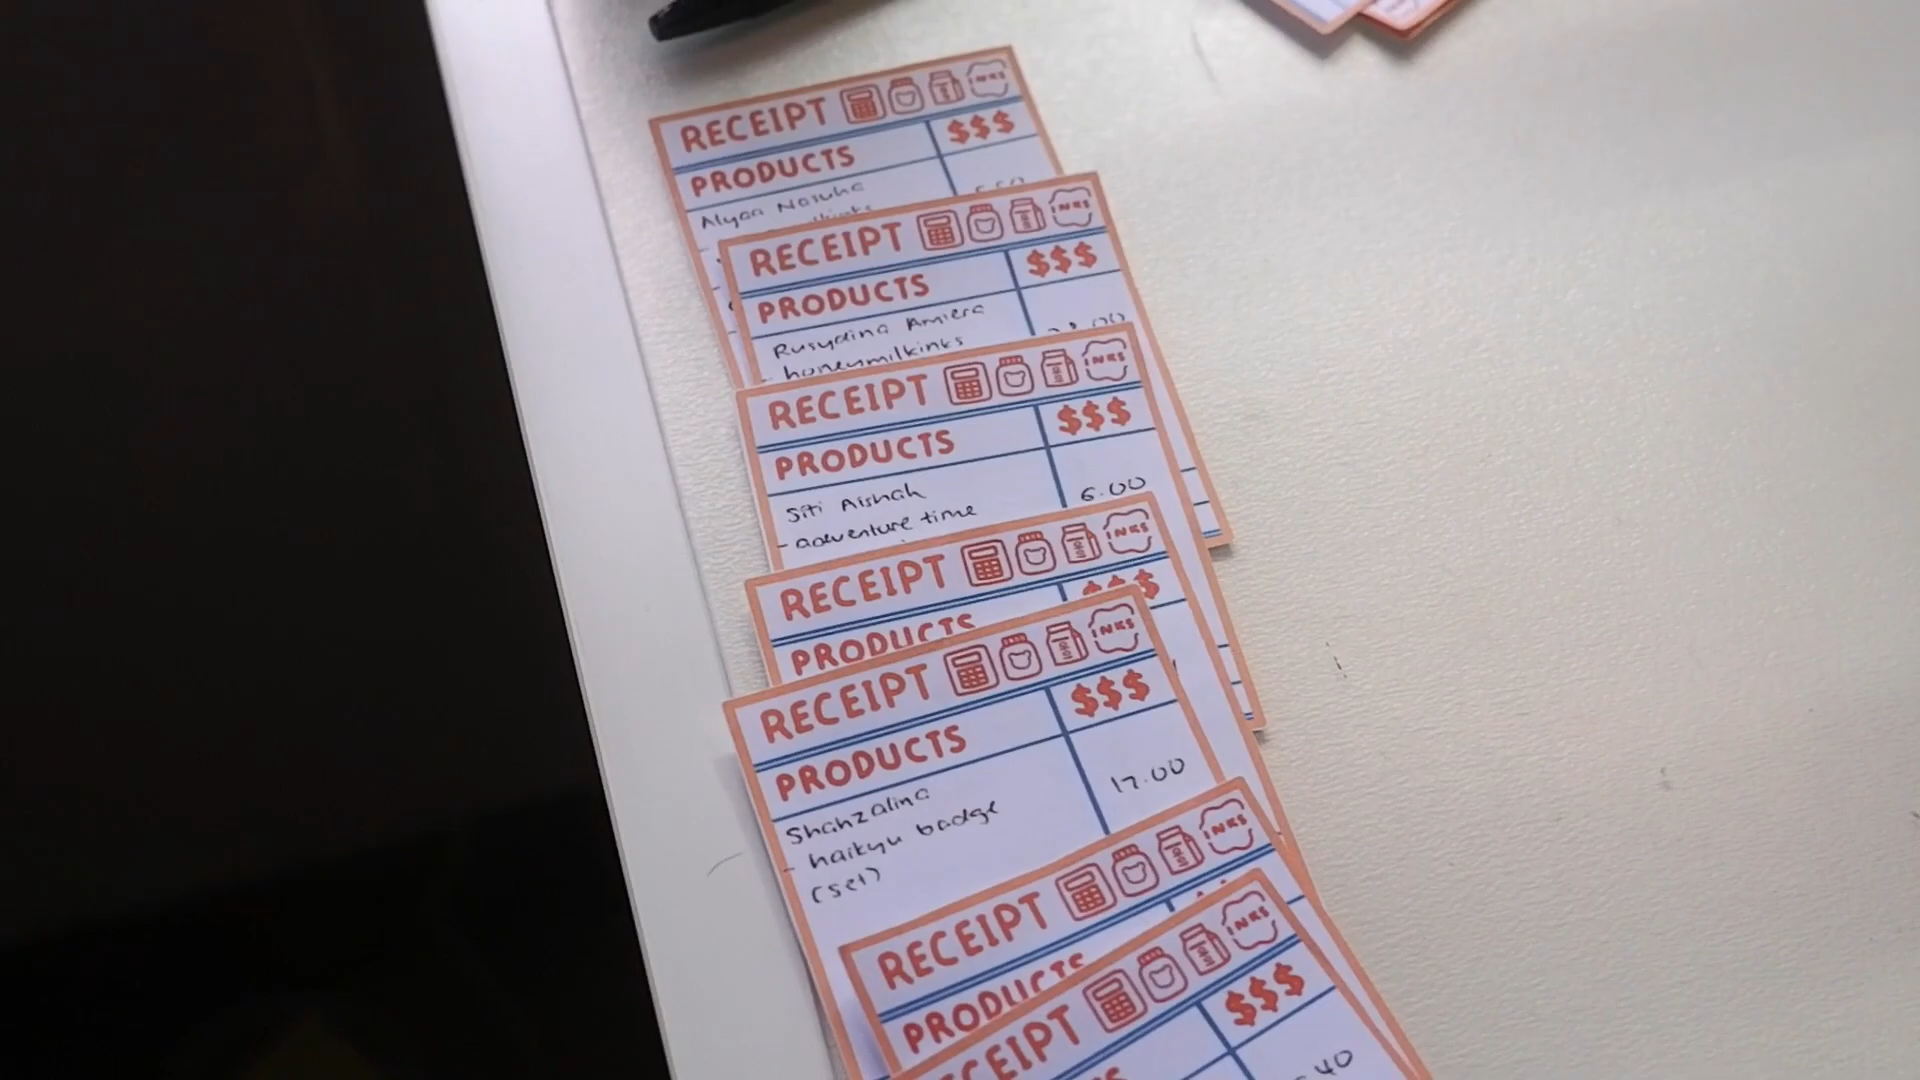 RECEIPT INKS
PRODUCTS $$$
Alyaa Nasuha
RECEIPT INKS
PRODUCTS $$$
Rusydina Amiera
honeymilkinks
RECEIPT INKS
PRODUCTS $$$
Siti Aishah 6.00
- adventure time
RECEIPT INKS
PRODUCTS $$$
RECEIPT INKS
PRODUCTS $$$
Shahzalina 17.00
- haikyu badge
(set)
RECEIPT INKS
PRODUCTS
RECEIPT INKS
$$$